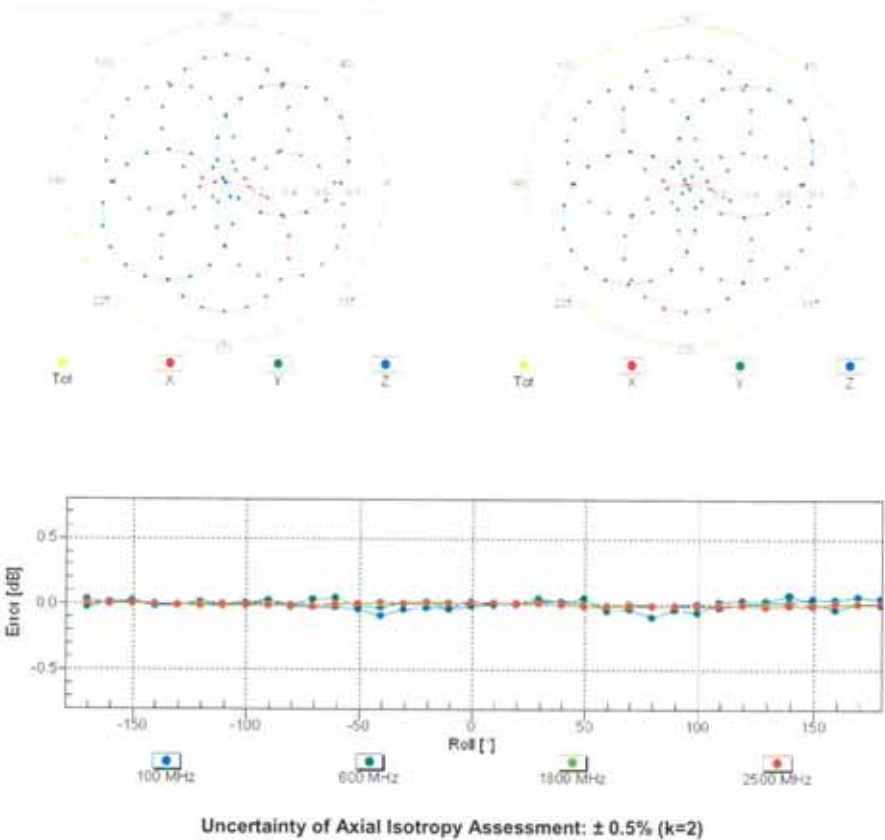 Tot X Y Z
Tot X Y Z
Error [dB]
0.5
0.0
-0.5
-150 -100 -50 0 50 100 150
Roll [°]
100 MHz 600 MHz 1800 MHz 2500 MHz
Uncertainty of Axial Isotropy Assessment: ± 0.5% (k=2)